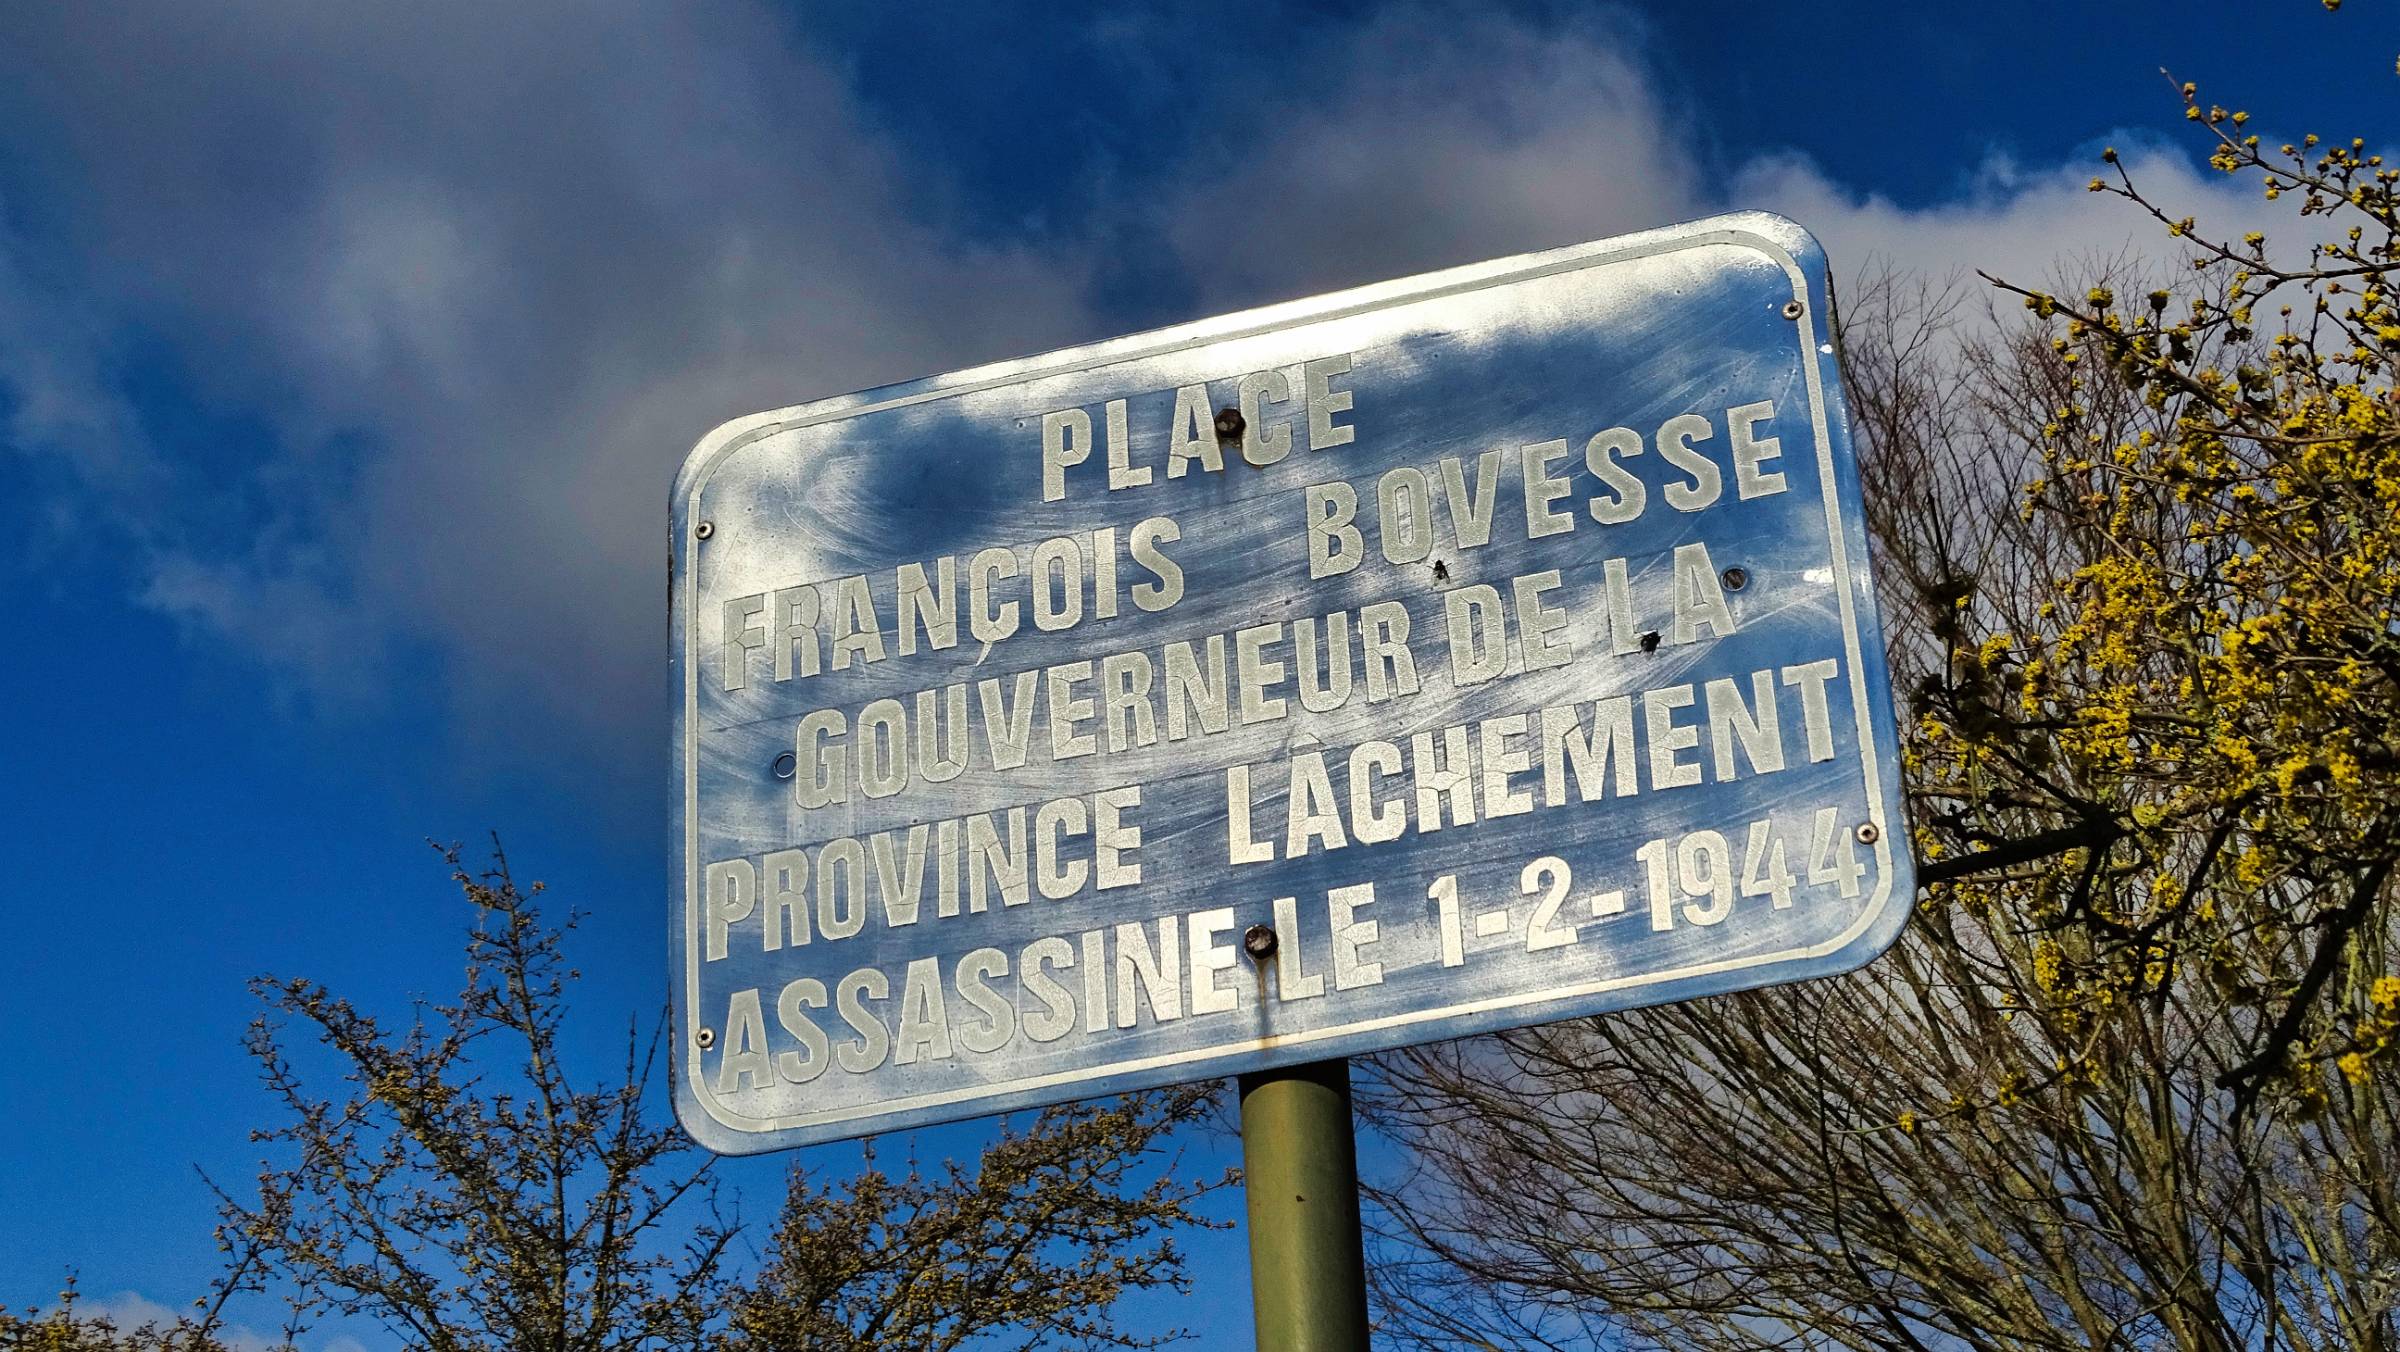 PLACE
FRANÇOIS BOVESSE
GOUVERNEUR DE LA
PROVINCE LÂCHEMENT
ASSASSINE LE 1-2-1944